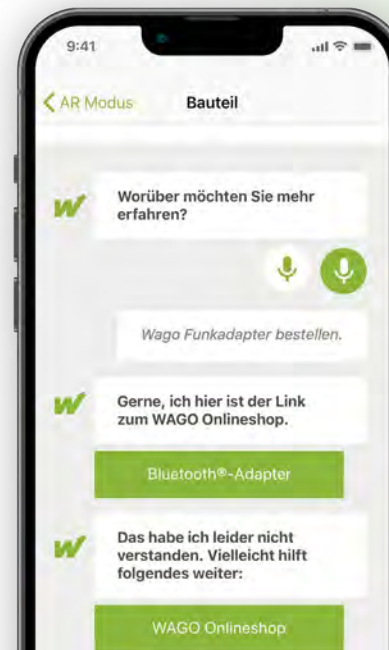 9:41
AR Modus
Bauteil
Worüber möchten Sie mehr
erfahren?
Wago Funkadapter bestellen.
Gerne, ich hier ist der Link
zum WAGO Onlineshop.
Bluetooth®-Adapter
Das habe ich leider nicht
verstanden. Vielleicht hilft
folgendes weiter:
WAGO Onlineshop